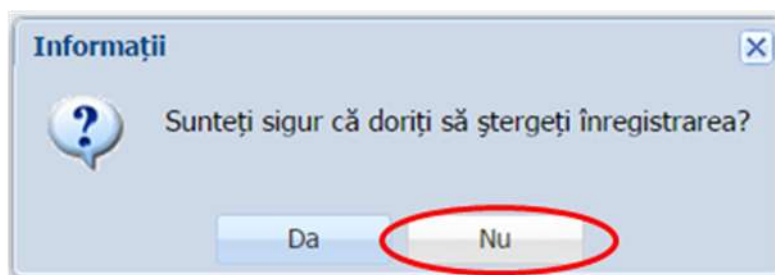 Informații
Sunteți sigur că doriți să ştergeți înregistrarea?
Da
Nu